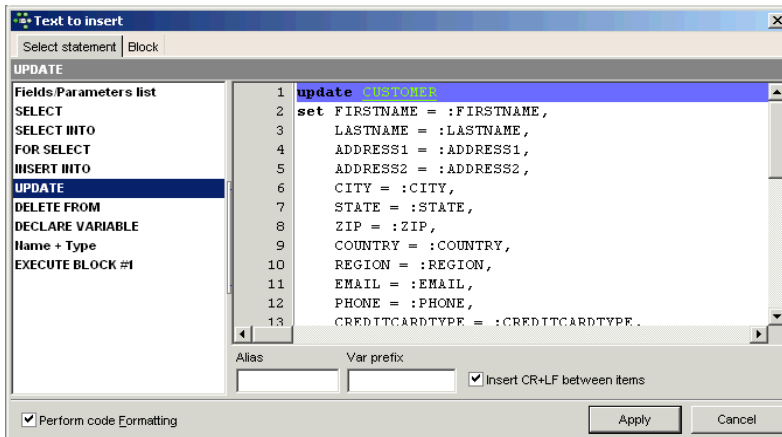 Text to insert
Select statement Block
UPDATE
Fields/Parameters list
SELECT
SELECT INTO
FOR SELECT
INSERT INTO
UPDATE
DELETE FROM
DECLARE VARIABLE
Name + Type
EXECUTE BLOCK #1
1 update CUSTOMER
2 set FIRSTNAME = :FIRSTNAME,
3 LASTNAME = :LASTNAME,
4 ADDRESS1 = :ADDRESS1,
5 ADDRESS2 = :ADDRESS2,
6 CITY = :CITY,
7 STATE = :STATE,
8 ZIP = :ZIP,
9 COUNTRY = :COUNTRY,
10 REGION = :REGION,
11 EMAIL = :EMAIL,
12 PHONE = :PHONE,
13 CREDITCARDTYPE = :CREDITCARDTYPE,
Alias Var prefix
Insert CR+LF between items
Perform code Formatting Apply Cancel